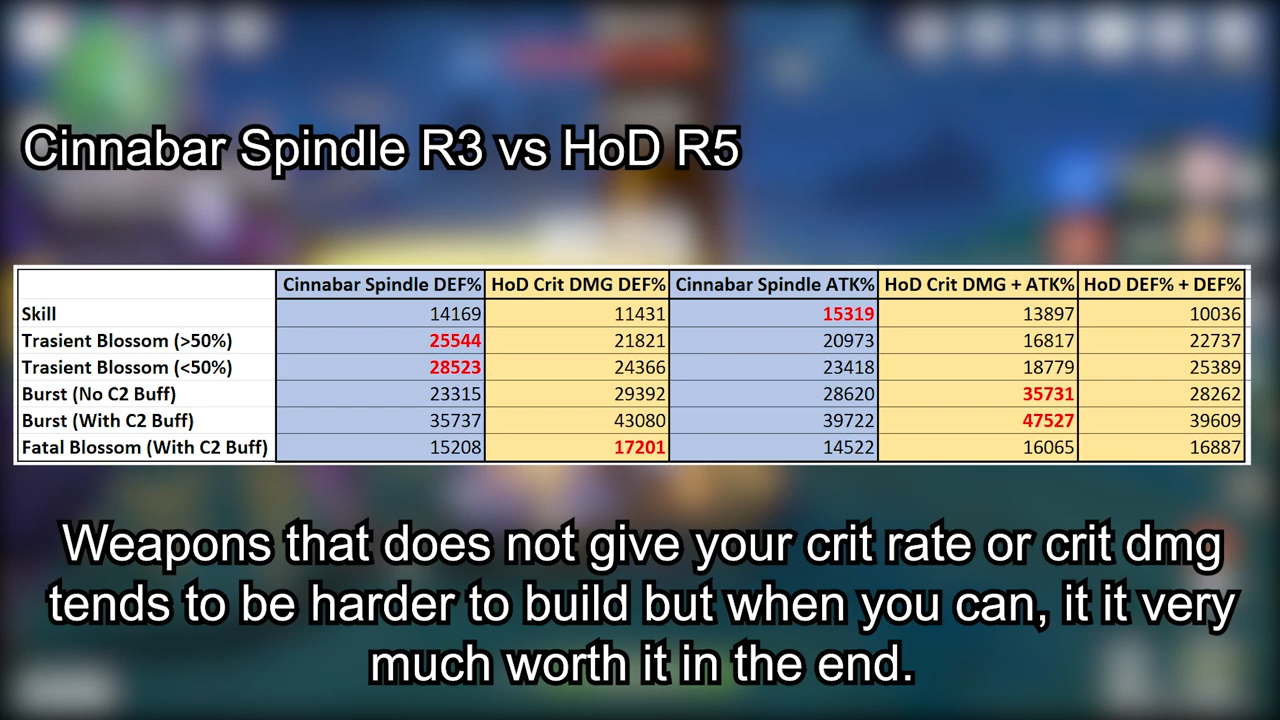 Cinnabar Spindle R3 vs HoD R5
Cinnabar Spindle DEF% HoD Crit DMG DEF% Cinnabar Spindle ATK% HoD Crit DMG + ATK% HoD DEF% + DEF%
Skill 14169 11431 15319 13897 10036
Trasient Blossom (>50%) 25544 21821 20973 16817 22737
Trasient Blossom (<50%) 28523 24366 23418 18779 25389
Burst (No C2 Buff) 23315 29392 28620 35731 28262
Burst (With C2 Buff) 35737 43080 39722 47527 39609
Fatal Blossom (With C2 Buff) 15208 17201 14522 16065 16887
Weapons that does not give your crit rate or crit dmg
tends to be harder to build but when you can, it it very
much worth it in the end.